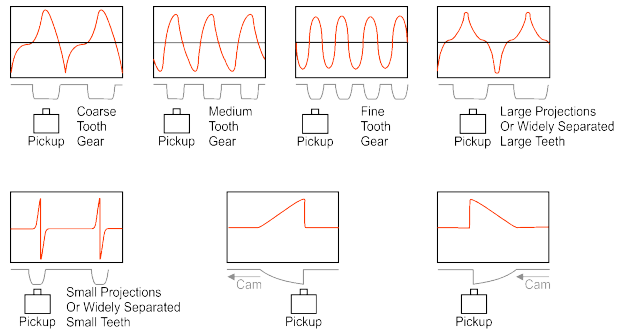 Pickup
Coarse
Tooth
Gear
Pickup
Medium
Tooth
Gear
Pickup
Fine
Tooth
Gear
Pickup
Large Projections
Or Widely Separated
Large Teeth
Pickup
Small Projections
Or Widely Separated
Small Teeth
Cam
Pickup
Cam
Pickup